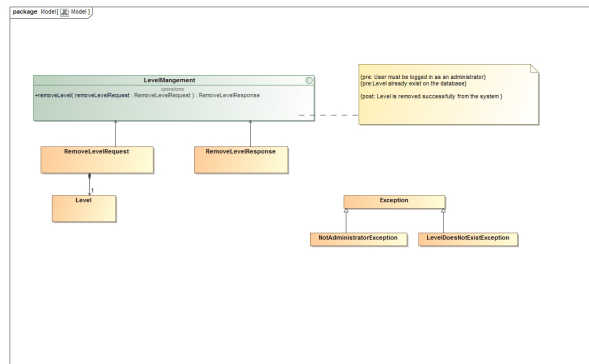 package Model[ Model ]
LevelMangement
operations
+removeLevel( removeLevelRequest : RemoveLevelRequest ) : RemoveLevelResponse
{pre: User must be logged in as an administrator}
{pre:Level already exist on the database}
{post: Level is removed successfully from the system }
RemoveLevelRequest
RemoveLevelResponse
1
Level
Exception
NotAdministratorException
LevelDoesNotExistException